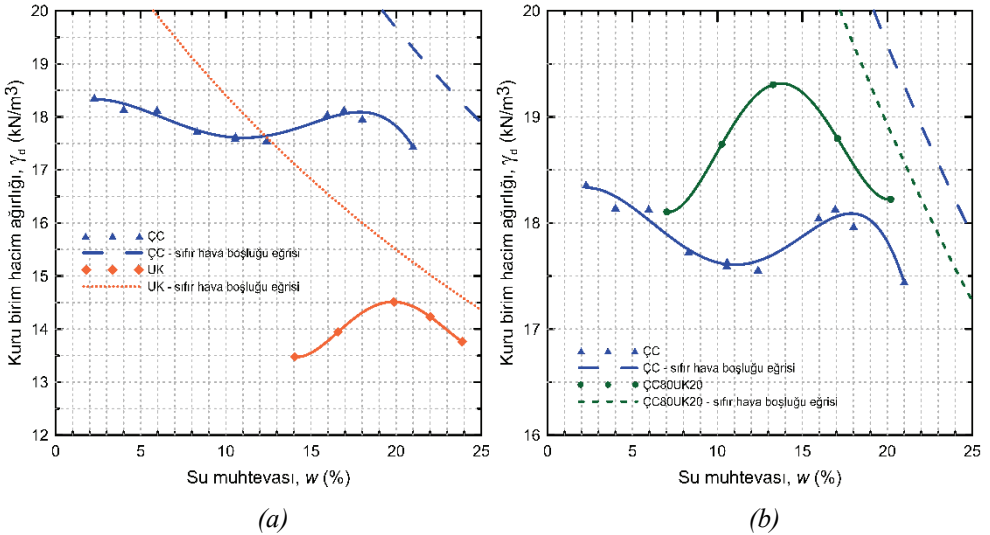 20
19
18
17
16
15
14
13
12
Kuru birim hacim ağırlığı, γd (kN/m3)
ÇC
ÇC - sıfır hava boşluğu eğrisi
UK
UK - sıfır hava boşluğu eğrisi
0 5 10 15 20 25
Su muhtevası, w (%)
(a)
20
19
18
17
16
Kuru birim hacim ağırlığı, γd (kN/m3)
ÇC
ÇC - sıfır hava boşluğu eğrisi
ÇC80UK20
ÇC80UK20 - sıfır hava boşluğu eğrisi
0 5 10 15 20 25
Su muhtevası, w (%)
(b)